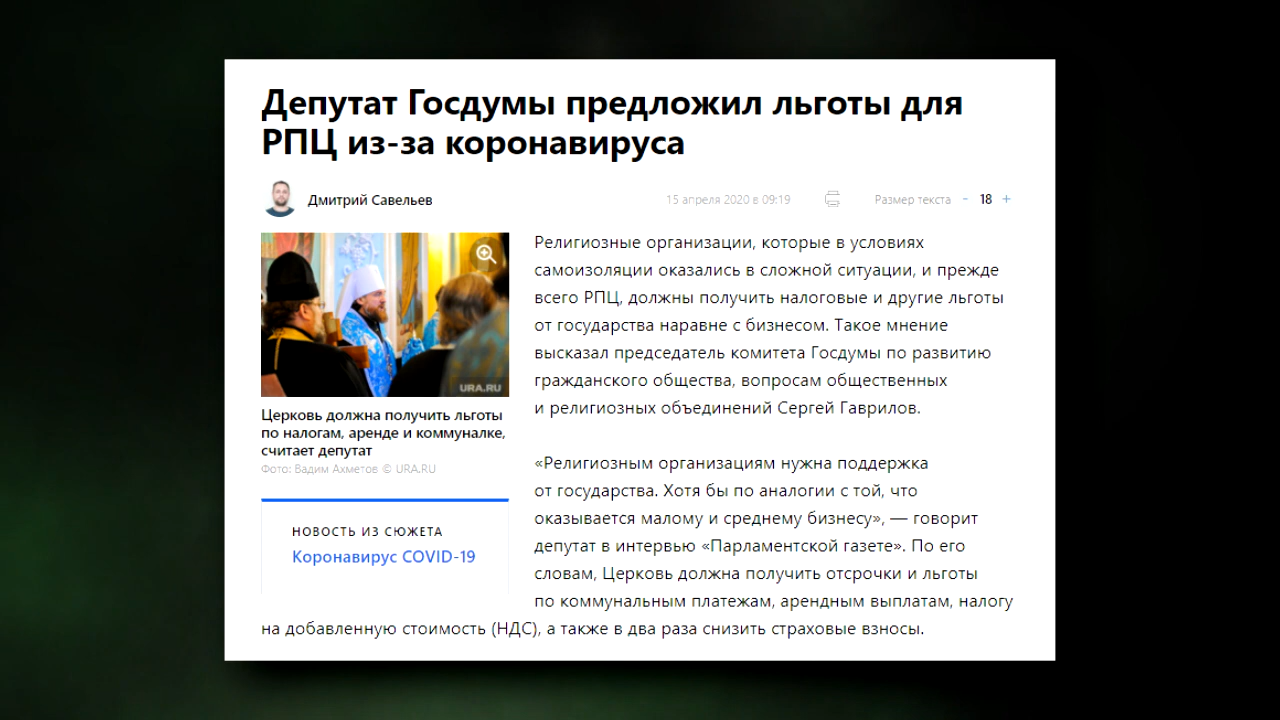 Депутат Госдумы предложил льготы для
РПЦ из-за коронавируса
Дмитрий Савельев
15 апреля 2020 в 09:19
Размер текста - 18 +
URA.RU
Церковь должна получить льготы
по налогам, аренде и коммуналке,
считает депутат
Фото: Вадим Ахметов © URA.RU
НОВОСТЬ ИЗ СЮЖЕТА
Коронавирус COVID-19
Религиозные организации, которые в условиях
самоизоляции оказались в сложной ситуации, и прежде
всего РПЦ, должны получить налоговые и другие льготы
от государства наравне с бизнесом. Такое мнение
высказал председатель комитета Госдумы по развитию
гражданского общества, вопросам общественных
и религиозных объединений Сергей Гаврилов.
«Религиозным организациям нужна поддержка
от государства. Хотя бы по аналогии с той, что
оказывается малому и среднему бизнесу», — говорит
депутат в интервью «Парламентской газете». По его
словам, Церковь должна получить отсрочки и льготы
по коммунальным платежам, арендным выплатам, налогу
на добавленную стоимость (НДС), а также в два раза снизить страховые взносы.